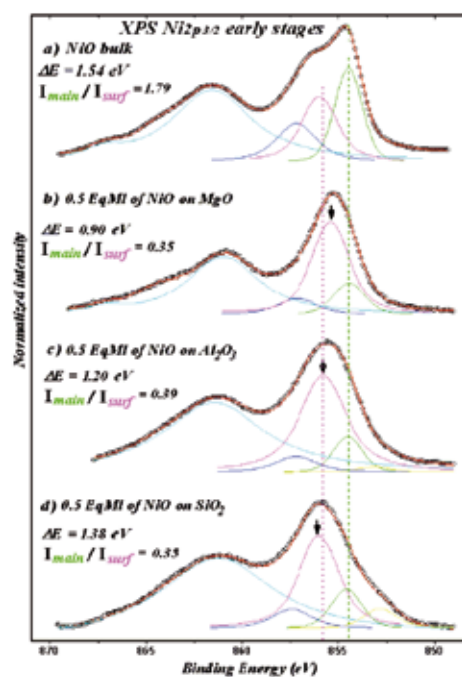 XPS Ni2p3/2 early stages
a) NiO bulk
ΔE = 1.54 eV
Imain / Isurf = 1.79
b) 0.5 EqMl of NiO on MgO
ΔE = 0.90 eV
Imain / Isurf = 0.35
c) 0.5 EqMl of NiO on Al2O3
ΔE = 1.20 eV
Imain / Isurf = 0.39
d) 0.5 EqMl of NiO on SiO2
ΔE = 1.38 eV
Imain / Isurf = 0.35
Normalized intensity
870 865 860 855 850
Binding Energy (eV)